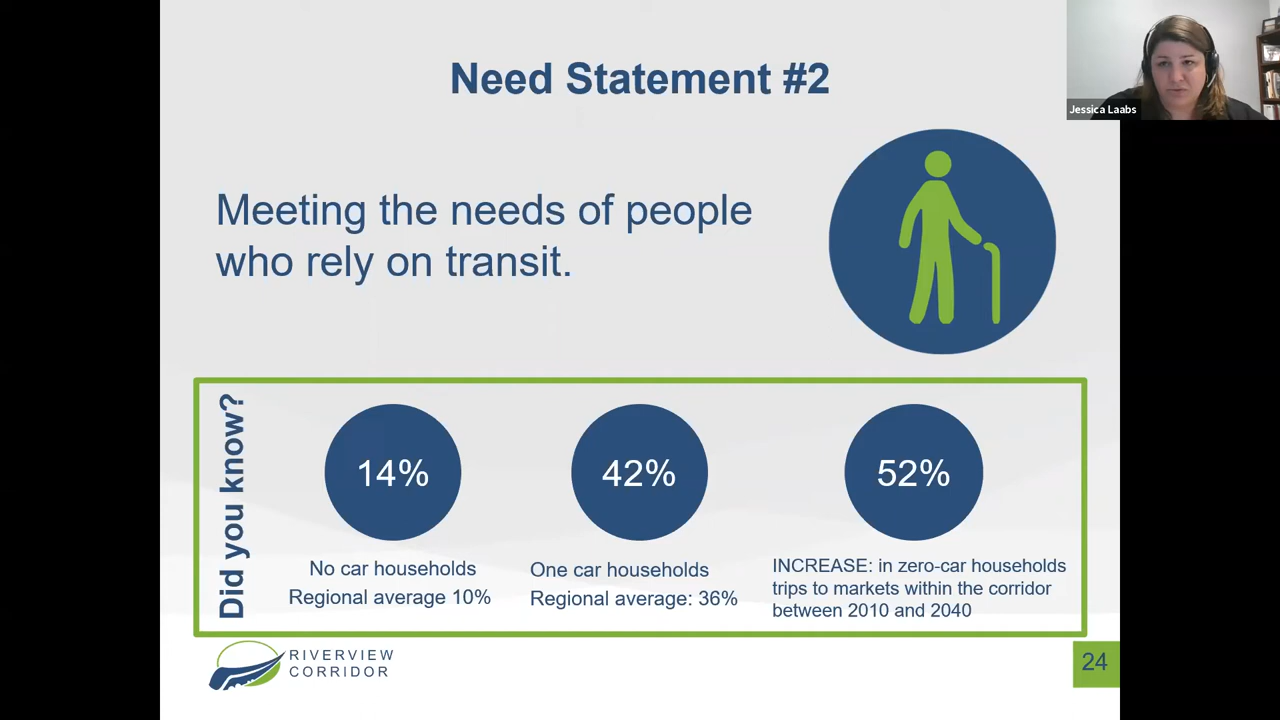 Need Statement #2
Jessica Laabs
Meeting the needs of people
who rely on transit.
Did you know?
14%
No car households
Regional average 10%
42%
One car households
Regional average: 36%
52%
INCREASE: in zero-car households
trips to markets within the corridor
between 2010 and 2040
RIVERVIEW
CORRIDOR
24